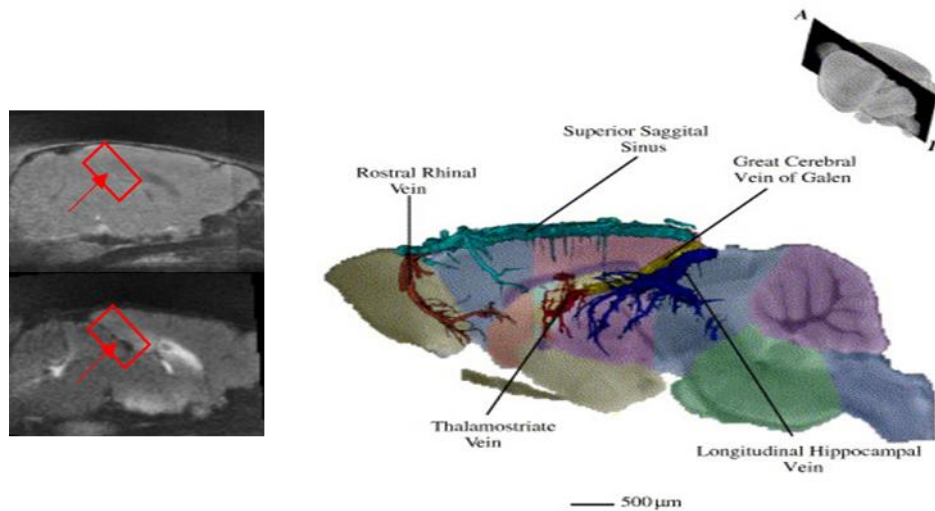 A
I
Superior Saggital
Sinus
Great Cerebral
Vein of Galen
Rostral Rhinal
Vein
Thalamostriate
Vein
Longitudinal Hippocampal
Vein
500 μm